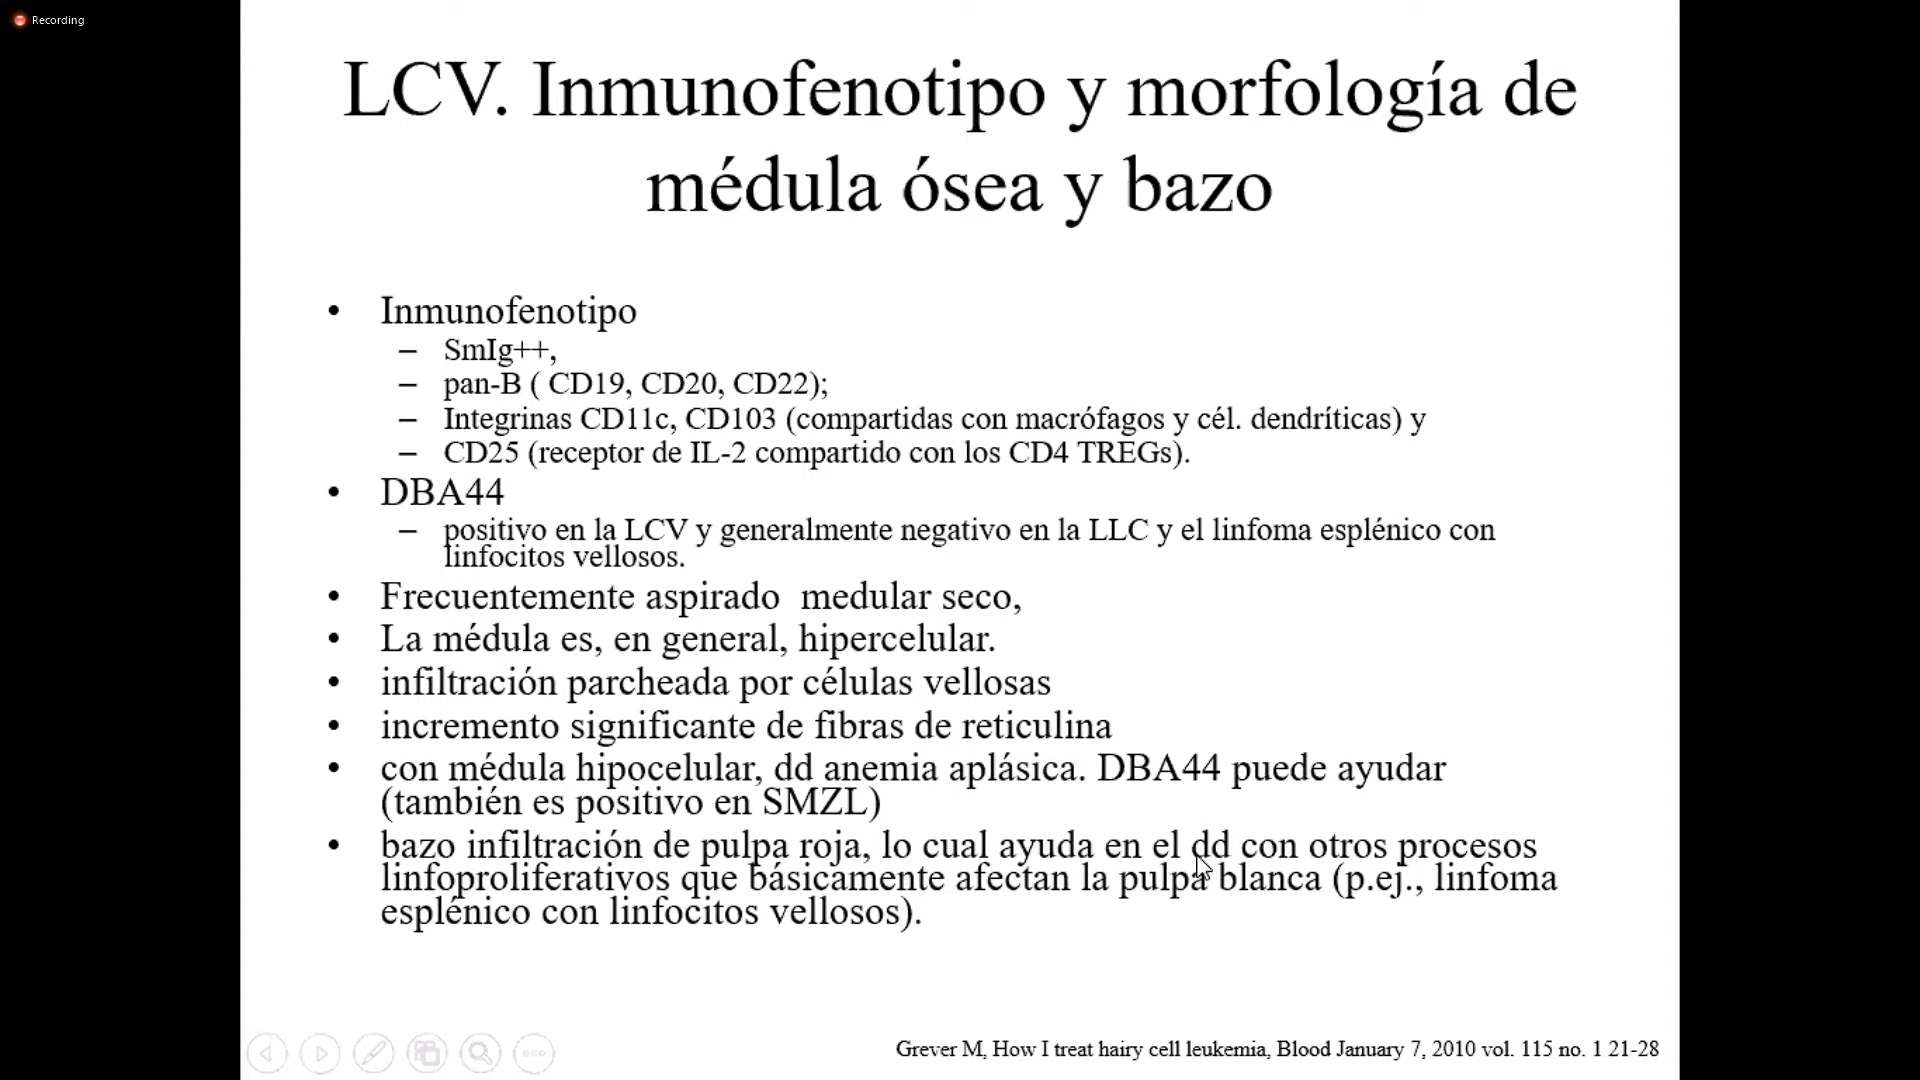 Recording
LCV. Inmunofenotipo y morfología de
médula ósea y bazo
• Inmunofenotipo
– SmIg++,
– pan-B ( CD19, CD20, CD22);
– Integrinas CD11c, CD103 (compartidas con macrófagos y cél. dendríticas) y
– CD25 (receptor de IL-2 compartido con los CD4 TREGs).
• DBA44
– positivo en la LCV y generalmente negativo en la LLC y el linfoma esplénico con
linfocitos vellosos.
• Frecuentemente aspirado  medular seco,
• La médula es, en general, hipercelular.
• infiltración parcheada por células vellosas
• incremento significante de fibras de reticulina
• con médula hipocelular, dd anemia aplásica. DBA44 puede ayudar
(también es positivo en SMZL)
• bazo infiltración de pulpa roja, lo cual ayuda en el dd con otros procesos
linfoproliferativos que básicamente afectan la pulpa blanca (p.ej., linfoma
esplénico con linfocitos vellosos).
Grever M, How I treat hairy cell leukemia, Blood January 7, 2010 vol. 115 no. 1 21-28